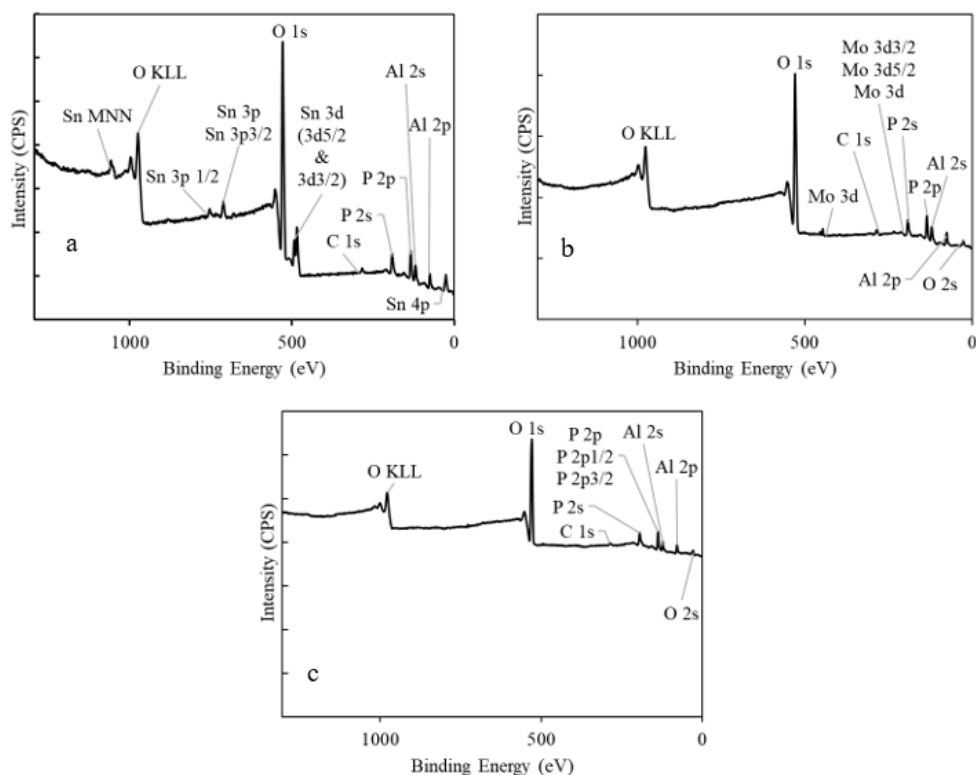 O 1s
O KLL
Al 2s
Sn MNN
Sn 3p
Sn 3p3/2
Sn 3d
(3d5/2
&
3d3/2)
Al 2p
Sn 3p 1/2
P 2p
P 2s
C 1s
Sn 4p
a
Intensity (CPS)
1000
500
0
Binding Energy (eV)
Mo 3d3/2
Mo 3d5/2
Mo 3d
O 1s
P 2s
C 1s
O KLL
Al 2s
P 2p
Mo 3d
Al 2p
O 2s
b
Intensity (CPS)
1000
500
0
Binding Energy (eV)
O 1s
P 2p
P 2p1/2
P 2p3/2
Al 2s
Al 2p
O KLL
P 2s
C 1s
O 2s
c
Intensity (CPS)
1000
500
0
Binding Energy (eV)